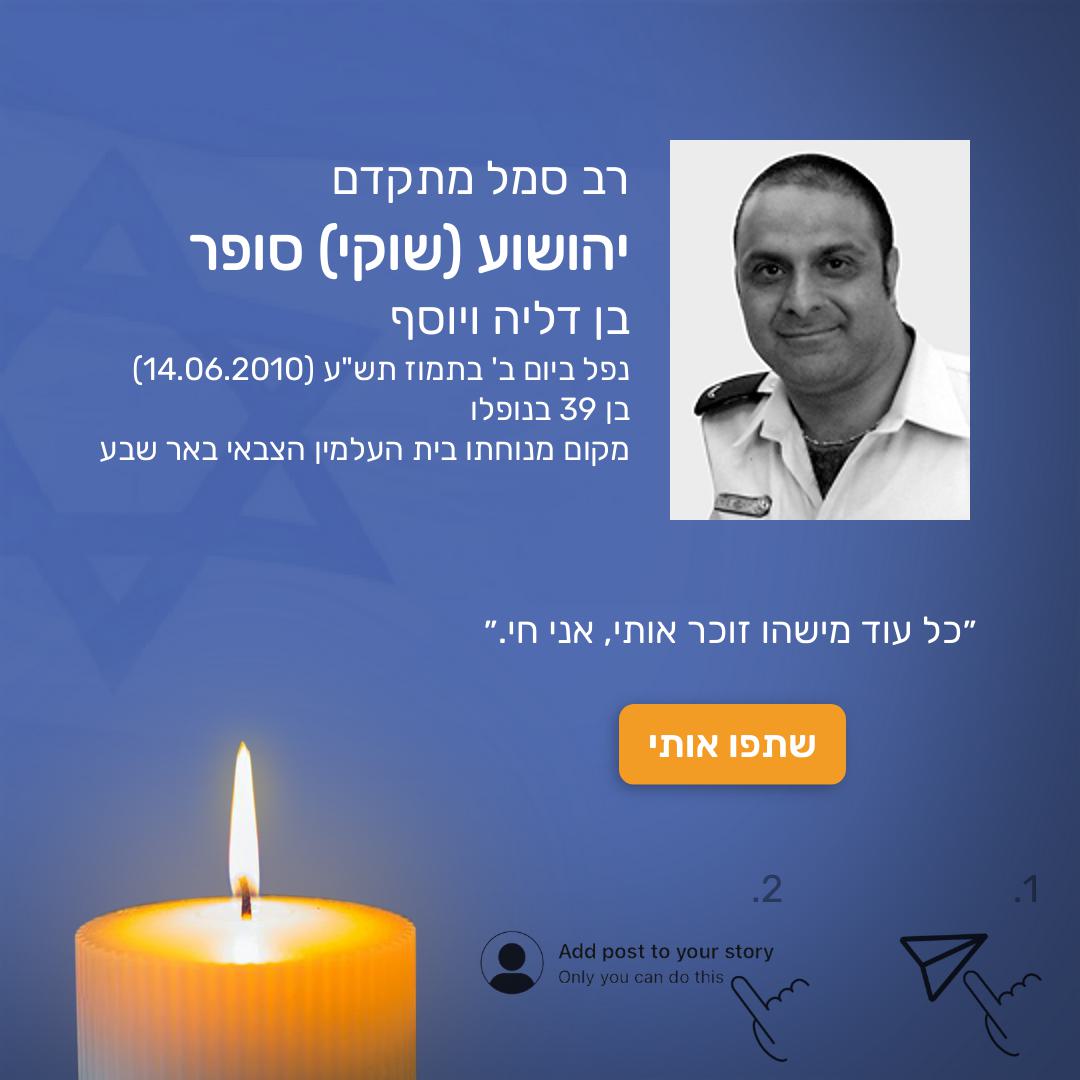 רב סמל מתקדם
יהושוע (שוקי) סופר
בן דליה ויוסף
נפל ביום ב' בתמוז תש"ע (14.06.2010)
בן 39 בנופלו
מקום מנוחתו בית העלמין הצבאי באר שבע
״כל עוד מישהו זוכר אותי, אני חי.״
שתפו אותי
1.
2.
Add post to your story
Only you can do this